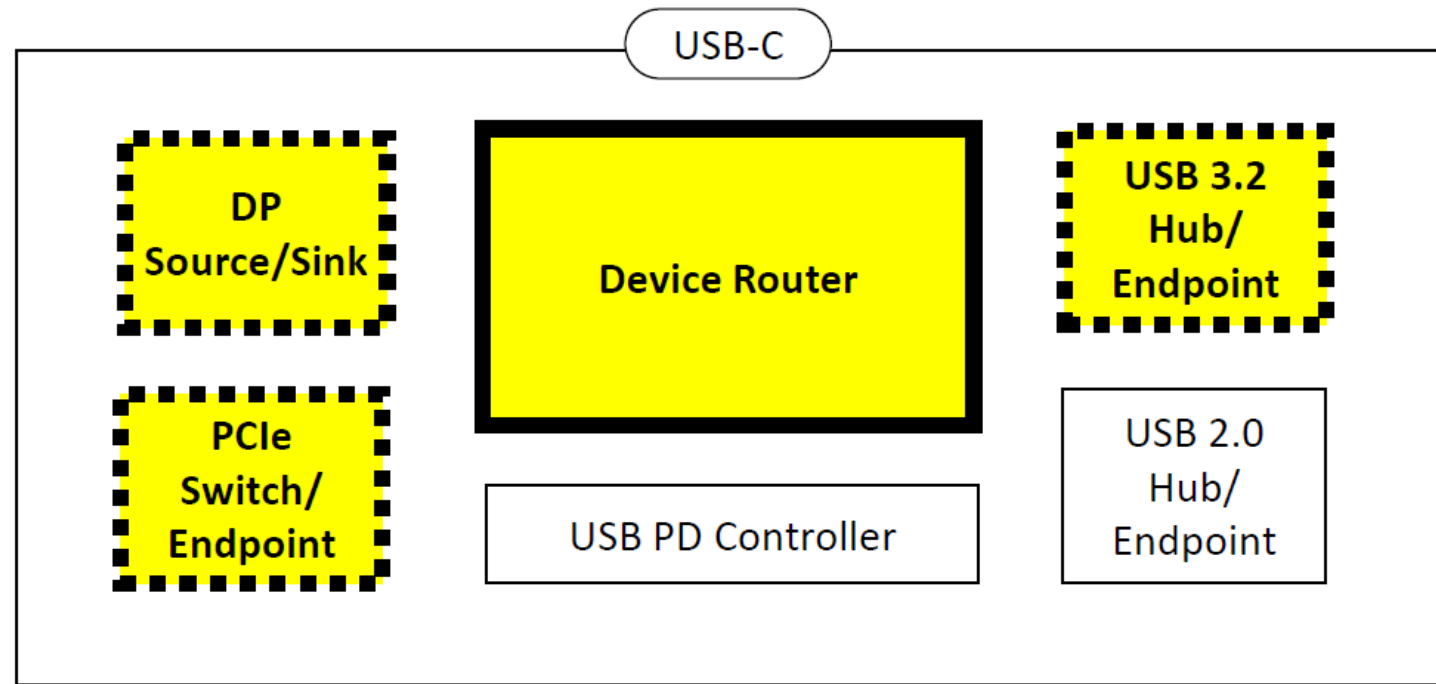 USB-C
DP
Source/Sink
Device Router
USB 3.2
Hub/
Endpoint
PCIe
Switch/
Endpoint
USB PD Controller
USB 2.0
Hub/
Endpoint